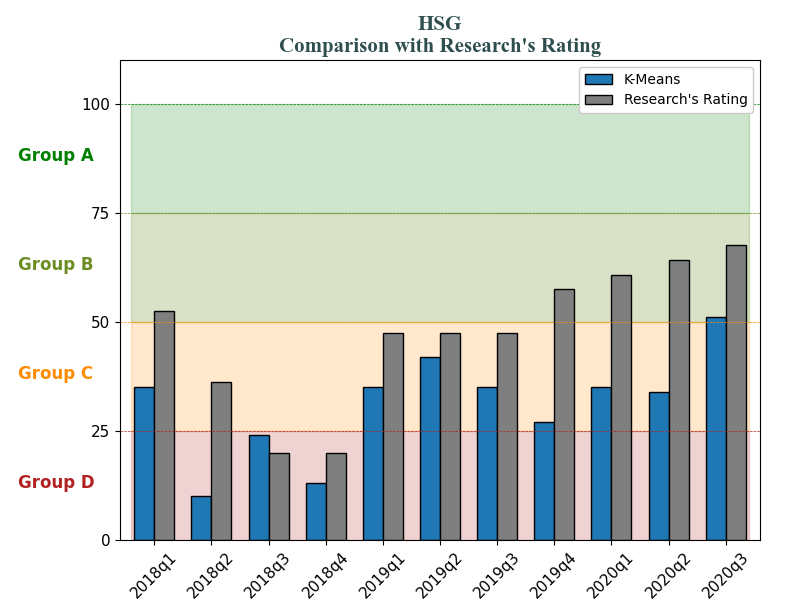 HSG
Comparison with Research's Rating
K-Means
Research's Rating
100
Group A
75
Group B
50
Group C
25
Group D
0
2018q1
2018q2
2018q3
2018q4
2019q1
2019q2
2019q3
2019q4
2020q1
2020q2
2020q3